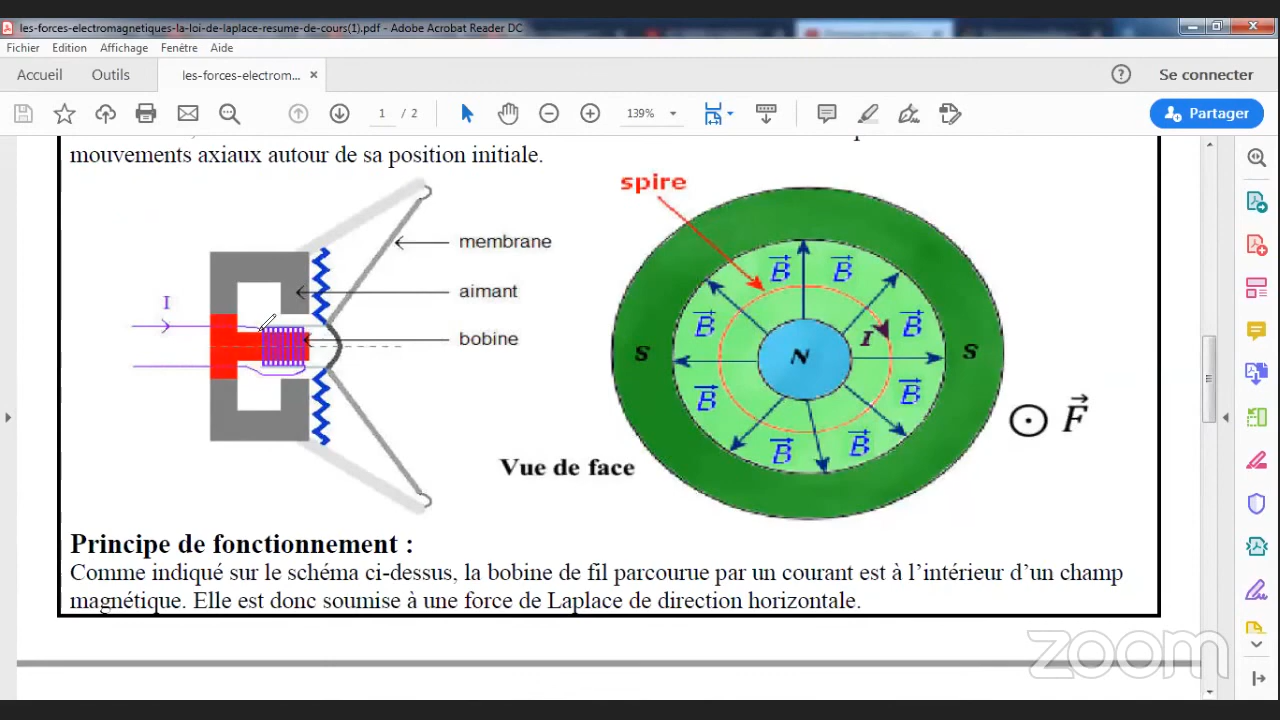 les-forces-electromagnetiques-la-loi-de-laplace-resume-de-cours(1).pdf - Adobe Acrobat Reader DC
Fichier Edition Affichage Fenêtre Aide
Accueil Outils les-forces-electrom... × Se connecter
1 / 2 139% Partager
mouvements axiaux autour de sa position initiale.
spire
membrane
aimant
bobine
I
B B
B B
S N I S
B B
B B
F
Vue de face
Principe de fonctionnement :
Comme indiqué sur le schéma ci-dessus, la bobine de fil parcourue par un courant est à l’intérieur d’un champ
magnétique. Elle est donc soumise à une force de Laplace de direction horizontale.
zoom